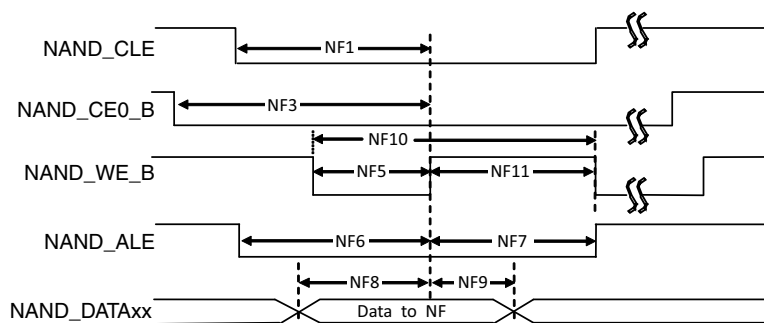 NAND_CLE
NF1
NAND_CE0_B
NF3
NF10
NAND_WE_B
NF5
NF11
NAND_ALE
NF6
NF7
NF8
NF9
NAND_DATAxx
Data to NF